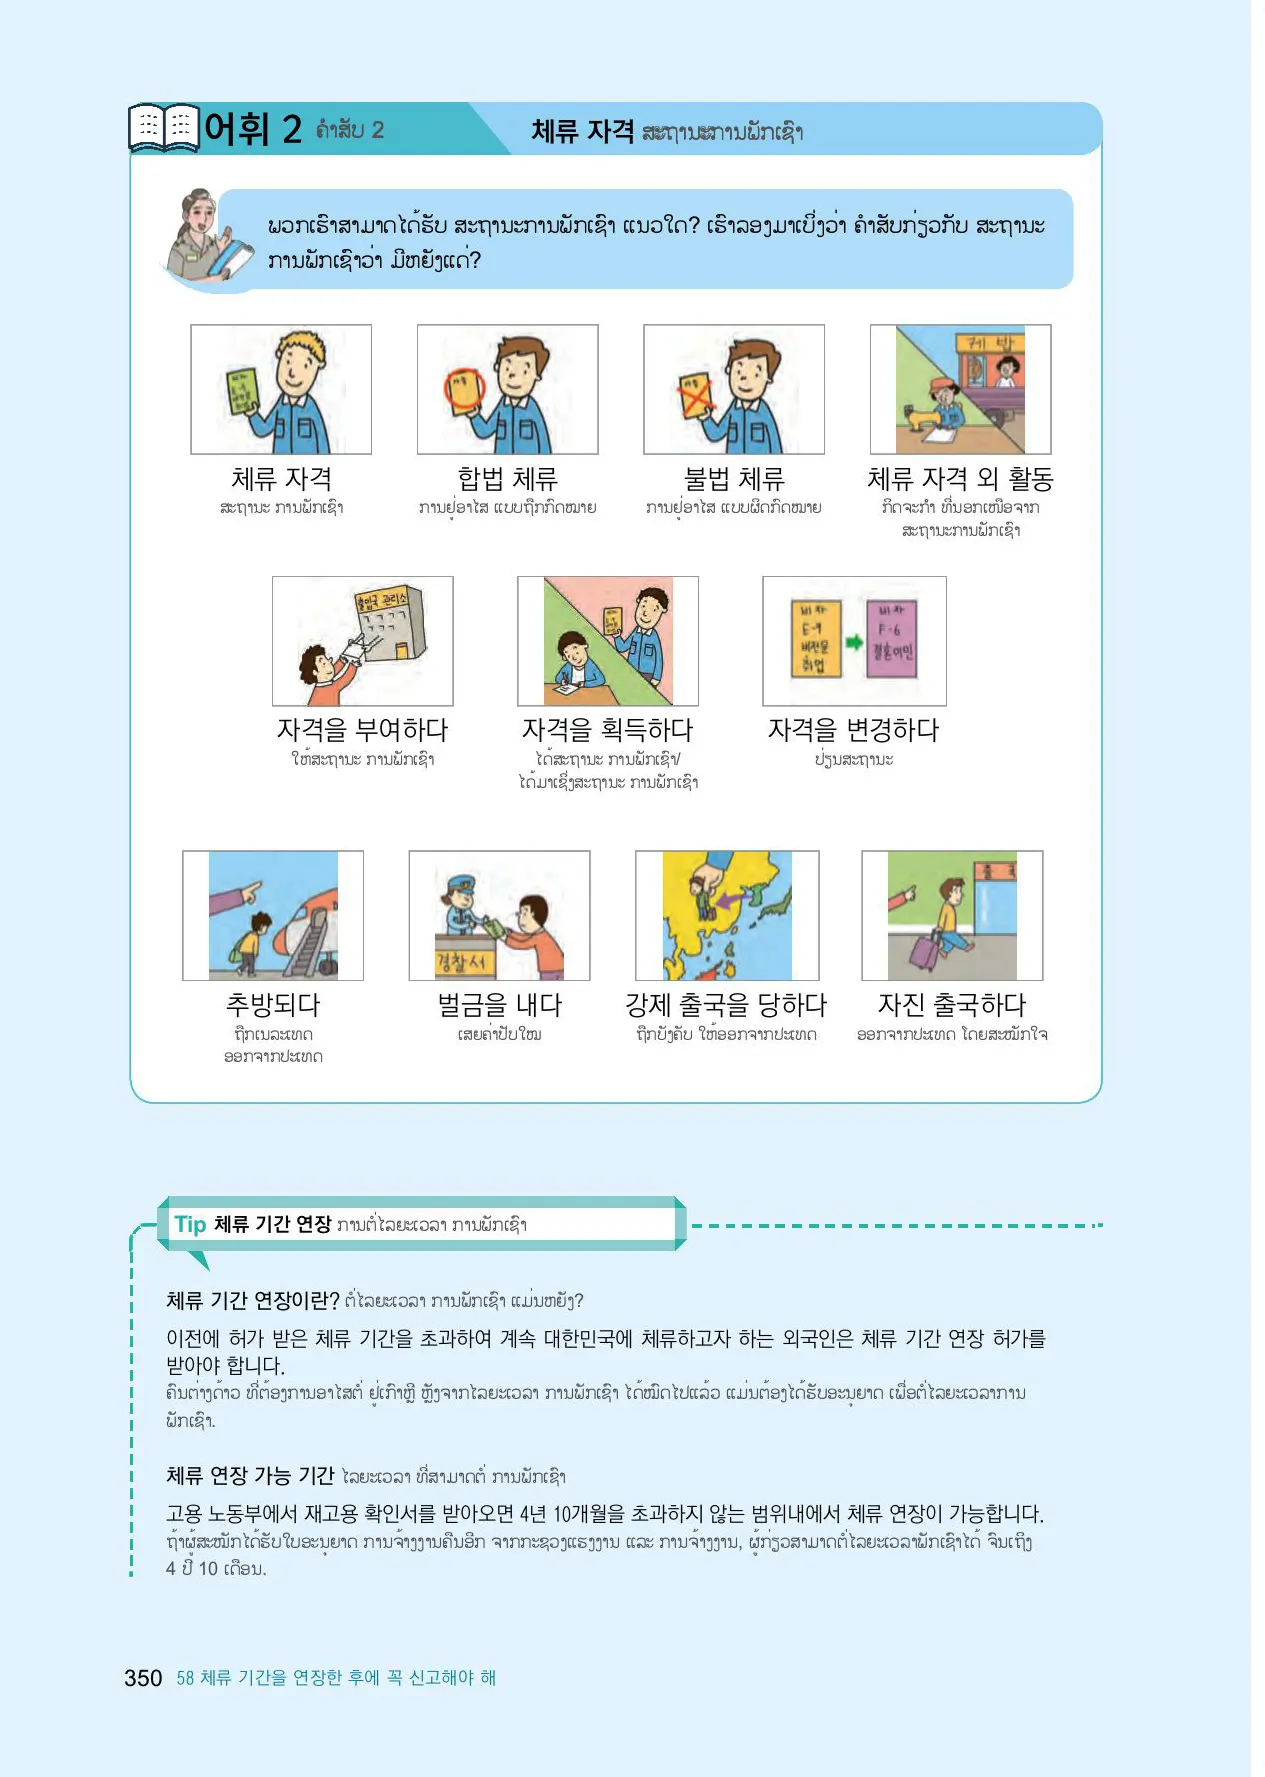 어휘 2 ຄຳສັບ 2
체류 자격 ສະຖານະການພັກເຊົາ
ພວກເຮົາສາມາດໄດ້ຮັບ ສະຖານະການພັກເຊົາ ແນວໃດ? ເຮົາລອງມາເບິ່ງວ່າ ຄຳສັບກ່ຽວກັບ ສະຖານະ
ການພັກເຊົາວ່າ ມີຫຍັງແດ່?
케밥
체류 자격 합법 체류 불법 체류 체류 자격 외 활동
ສະຖານະ ການພັກເຊົາ ການຢູ່ອາໄສ ແບບຖືກກົດໝາຍ ການຢູ່ອາໄສ ແບບຜິດກົດໝາຍ ກິດຈະກຳ ທີ່ນອກເໜືອຈາກ
ສະຖານະການພັກເຊົາ
출입국 관리소
비자 비자
E-9 F-6
비전문 결혼이민
취업
자격을 부여하다 자격을 획득하다 자격을 변경하다
ໃຫ້ສະຖານະ ການພັກເຊົາ ໄດ້ສະຖານະ ການພັກເຊົາ/ ປ່ຽນສະຖານະ
ໄດ້ມາເຊິ່ງສະຖານະ ການພັກເຊົາ
경찰서
출국
추방되다 벌금을 내다 강제 출국을 당하다 자진 출국하다
ຖືກເນລະເທດ ເສຍຄ່າປັບໃໝ ຖືກບັງຄັບ ໃຫ້ອອກຈາກປະເທດ ອອກຈາກປະເທດ ໂດຍສະໝັກໃຈ
ອອກຈາກປະເທດ
Tip 체류 기간 연장 ການຕໍ່ໄລຍະເວລາ ການພັກເຊົາ
체류 기간 연장이란? ຕໍ່ໄລຍະເວລາ ການພັກເຊົາ ແມ່ນຫຍັງ?
이전에 허가 받은 체류 기간을 초과하여 계속 대한민국에 체류하고자 하는 외국인은 체류 기간 연장 허가를
받아야 합니다.
ຄົນຕ່າງດ້າວ ທີ່ຕ້ອງການອາໄສຕໍ່ ຢູ່ເກົາຫຼີ ຫຼັງຈາກໄລຍະເວລາ ການພັກເຊົາ ໄດ້ໝົດໄປແລ້ວ ແມ່ນຕ້ອງໄດ້ຮັບອະນຸຍາດ ເພື່ອຕໍ່ໄລຍະເວລາການ
ພັກເຊົາ.
체류 연장 가능 기간 ໄລຍະເວລາ ທີ່ສາມາດຕໍ່ ການພັກເຊົາ
고용 노동부에서 재고용 확인서를 받아오면 4년 10개월을 초과하지 않는 범위내에서 체류 연장이 가능합니다.
ຖ້າຜູ້ສະໝັກໄດ້ຮັບໃບອະນຸຍາດ ການຈ້າງງານຄືນອີກ ຈາກກະຊວງແຮງງານ ແລະ ການຈ້າງງານ, ຜູ້ກ່ຽວສາມາດຕໍ່ໄລຍະເວລາພັກເຊົາໄດ້ ຈົນເຖິງ
4 ປີ 10 ເດືອນ.
350 58 체류 기간을 연장한 후에 꼭 신고해야 해